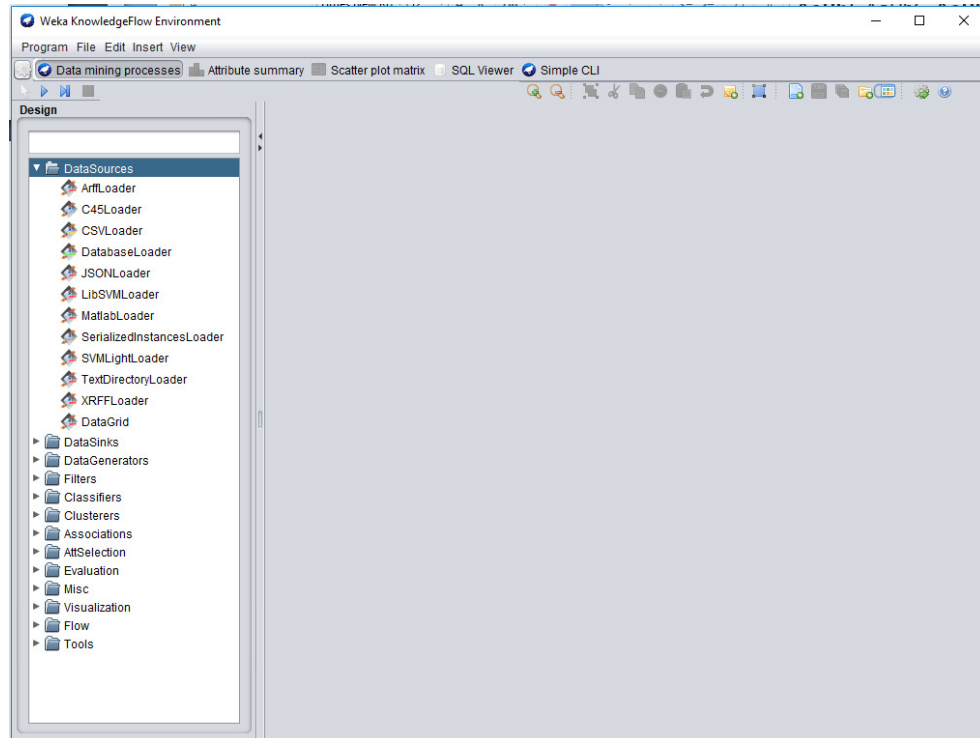 Weka KnowledgeFlow Environment
Program File Edit Insert View
Data mining processes Attribute summary Scatter plot matrix SQL Viewer Simple CLI
Design
DataSources
ArffLoader
C45Loader
CSVLoader
DatabaseLoader
JSONLoader
LibSVMLoader
MatlabLoader
SerializedInstancesLoader
SVMLightLoader
TextDirectoryLoader
XRFFLoader
DataGrid
DataSinks
DataGenerators
Filters
Classifiers
Clusterers
Associations
AttSelection
Evaluation
Misc
Visualization
Flow
Tools